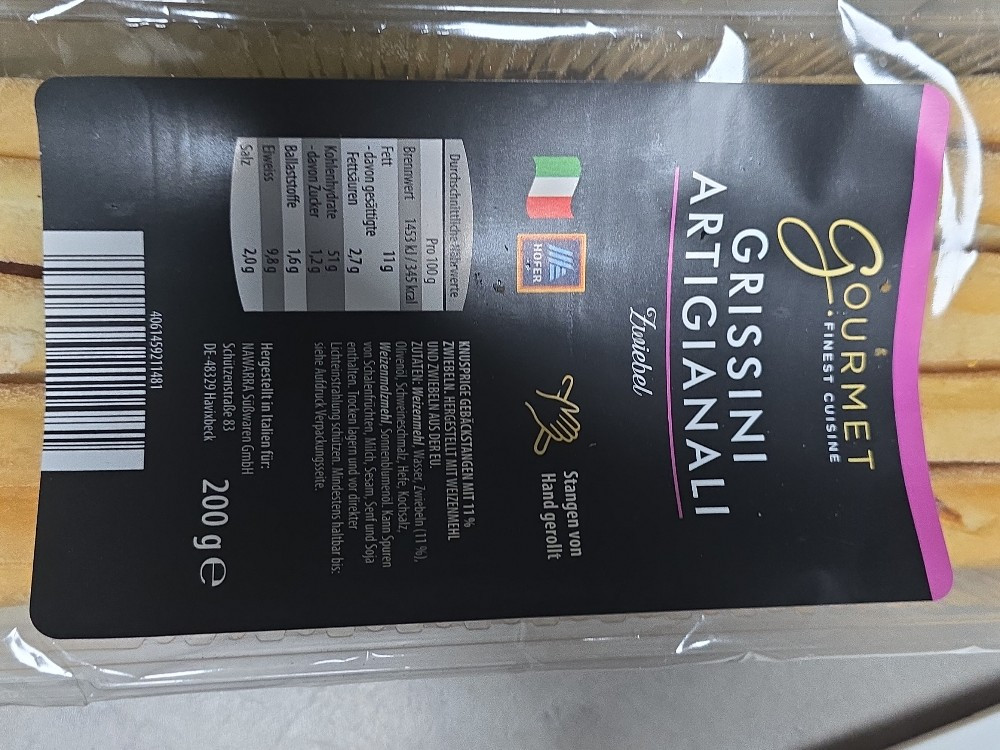 GOURMET
FINEST CUISINE
GRISSINI
ARTIGIANALI
Zwiebel
HOFER
Stangen von
Hand gerollt
Durchschnittliche Nährwerte
Pro 100 g
Brennwert 1453 kJ / 345 kcal
Fett 11 g
- davon gesättigte
Fettsäuren 2,7 g
Kohlenhydrate 51 g
- davon Zucker 1,2 g
Ballaststoffe 1,6 g
Eiweiss 9,8 g
Salz 2,0 g
KNUSPRIGE GEBÄCKSTANGEN MIT 11 %
ZWIEBELN. HERGESTELLT MIT WEIZENMEHL
UND ZWIEBELN AUS DER EU.
ZUTATEN: Weizenmehl, Wasser, Zwiebeln (11 %),
Olivenöl, Schweineschmalz, Hefe, Kochsalz,
Weizenmalzmehl, Sonnenblumenöl. Kann Spuren
von Schalenfrüchten, Milch, Sesam, Senf und Soja
enthalten. Trocken lagern und vor direkter
Lichteinstrahlung schützen. Mindestens haltbar bis:
siehe Aufdruck Verpackungsseite.
Hergestellt in Italien für:
NAWARRA Süßwaren GmbH
Schützenstraße 83
DE-48329 Havixbeck
200 g e
4061459211481